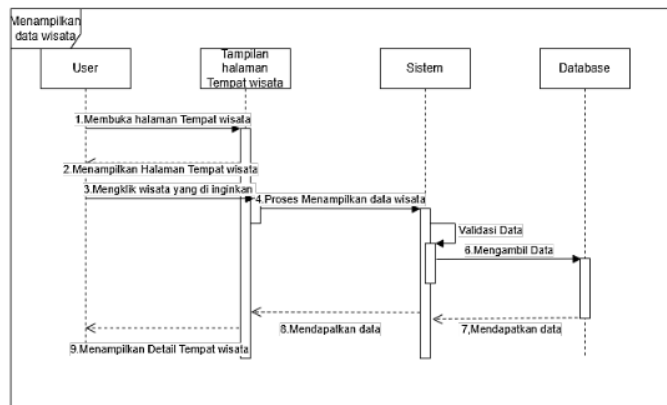 Menampilkan
data wisata
User
Tampilan
halaman
Tempat wisata
Sistem
Database
1.Membuka halaman Tempat wisata
2.Menampilkan Halaman Tempat wisata
3.Mengklik wisata yang di inginkan
4.Proses Menampilkan data wisata
Validasi Data
6.Mengambil Data
7,Mendapatkan data
8.Mendapatkan data
9.Menampilkan Detail Tempat wisata